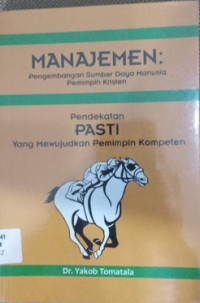 MANAJEMEN:
Pengembangan Sumber Daya Manusia
Pemimpin Kristen
Pendekatan
PASTI
Yang Mewujudkan Pemimpin Kompeten
Dr. Yakob Tomatala